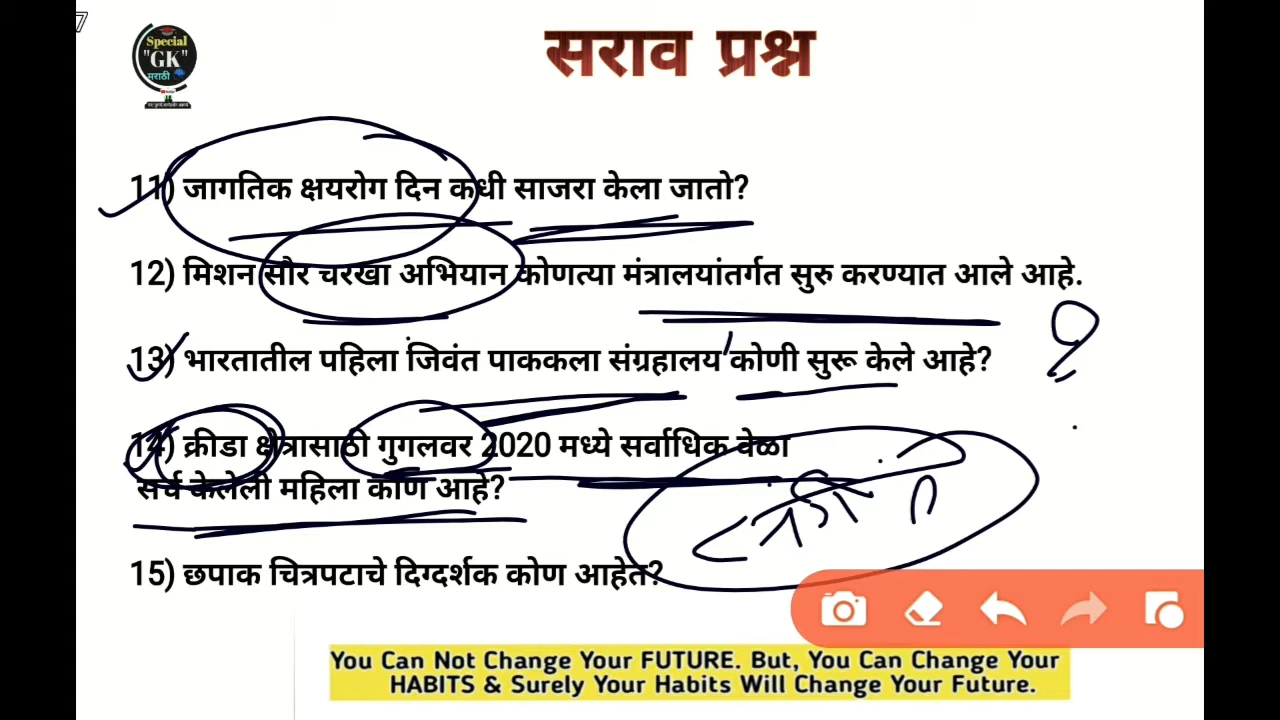 7
Special
"GK"
मराठी
सराव प्रश्न
11) जागतिक क्षयरोग दिन कधी साजरा केला जातो?
12) मिशन सौर चरखा अभियान कोणत्या मंत्रालयांतर्गत सुरु करण्यात आले आहे.
13) भारतातील पहिला जिवंत पाककला संग्रहालय कोणी सुरू केले आहे?
14) क्रीडा क्षेत्रासाठी गुगलवर 2020 मध्ये सर्वाधिक वेळा
सर्च केलेली महिला कोण आहे?
15) छपाक चित्रपटाचे दिग्दर्शक कोण आहेत?
You Can Not Change Your FUTURE. But, You Can Change Your
HABITS & Surely Your Habits Will Change Your Future.